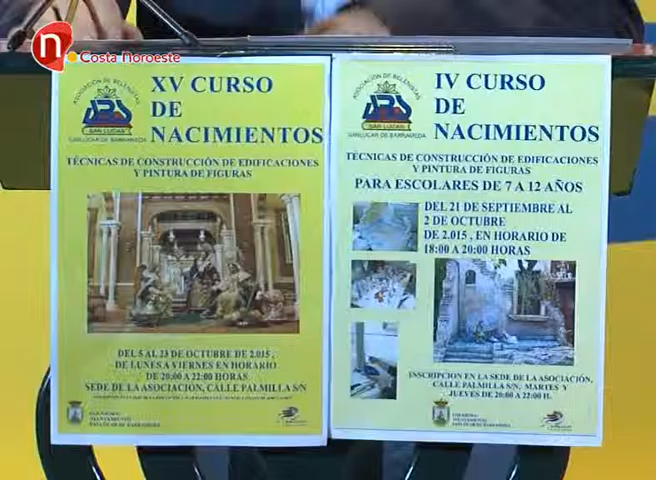 n
Costa Noroeste
ASOCIACIÓN DE BELENISTAS
SAN LUCAS
SANLUCAR DE BARRAMEDA
XV CURSO
DE
NACIMIENTOS
TÉCNICAS DE CONSTRUCCIÓN DE EDIFICACIONES
Y PINTURA DE FIGURAS
DEL 5 AL 23 DE OCTUBRE DE 2.015,
DE LUNES A VIERNES EN HORARIO
DE 20:00 A 22:00 HORAS
SEDE DE LA ASOCIACIÓN, CALLE PALMILLA S/N
ASOCIACIÓN DE BELENISTAS
SAN LUCAS
SANLUCAR DE BARRAMEDA
IV CURSO
DE
NACIMIENTOS
TÉCNICAS DE CONSTRUCCIÓN DE EDIFICACIONES
Y PINTURA DE FIGURAS
PARA ESCOLARES DE 7 A 12 AÑOS
DEL 21 DE SEPTIEMBRE AL
2 DE OCTUBRE
DE 2.015, EN HORARIO DE
18:00 A 20:00 HORAS
INSCRIPCION EN LA SEDE DE LA ASOCIACIÓN,
CALLE PALMILLA S/N, MARTES Y
JUEVES DE 20:00 A 22:00 H.